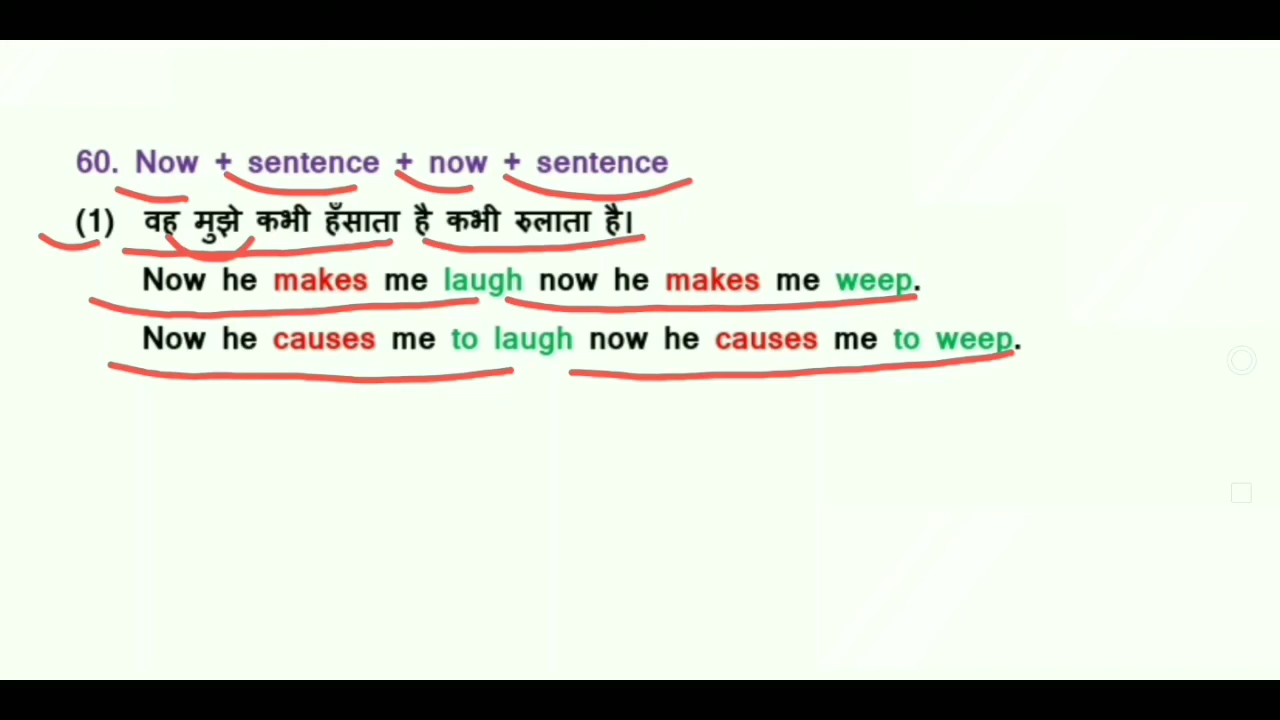 60. Now + sentence + now + sentence
(1) वह मुझे कभी हँसाता है कभी रुलाता है।
Now he makes me laugh now he makes me weep.
Now he causes me to laugh now he causes me to weep.